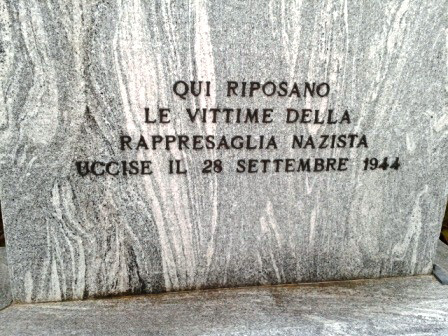 QUI RIPOSANO
LE VITTIME DELLA
RAPPRESAGLIA NAZISTA
UCCISE IL 28 SETTEMBRE 1944